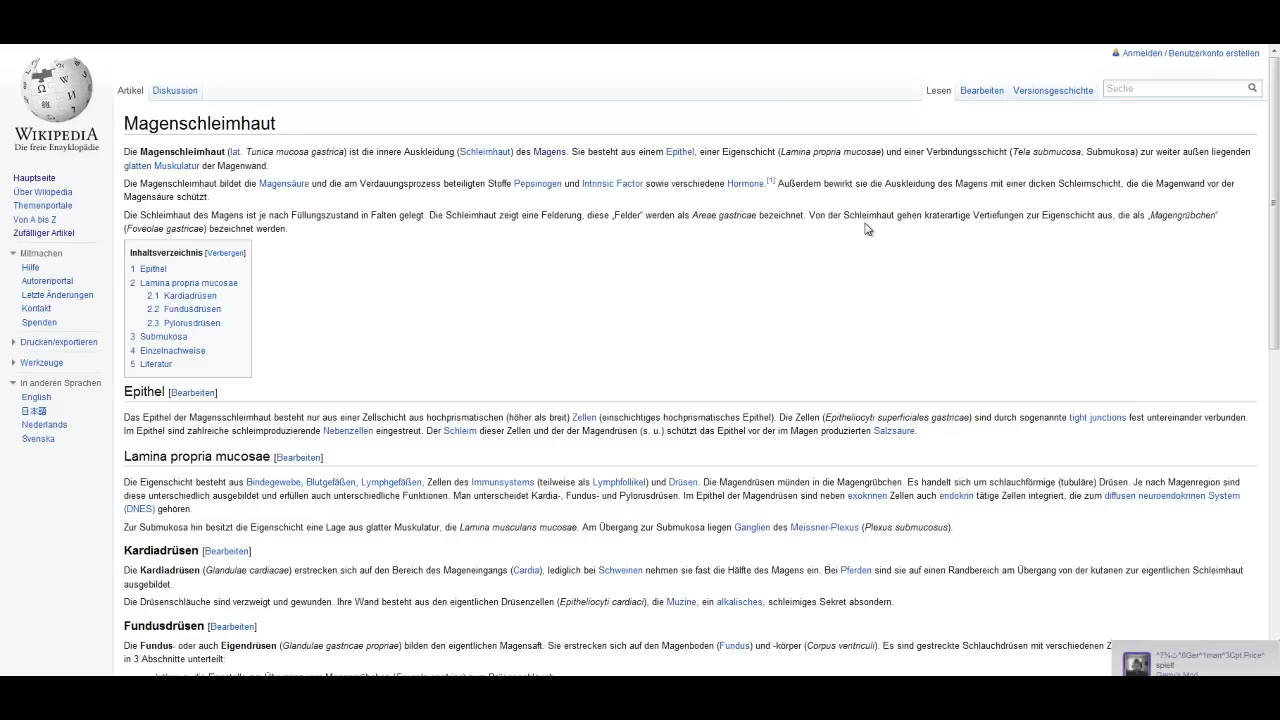 Anmelden / Benutzerkonto erstellen
Artikel Diskussion Lesen Bearbeiten Versionsgeschichte Suche
WIKIPEDIA
Die freie Enzyklopädie
Hauptseite
Über Wikipedia
Themenportale
Von A bis Z
Zufälliger Artikel
Mitmachen
Hilfe
Autorenportal
Letzte Änderungen
Kontakt
Spenden
Drucken/exportieren
Werkzeuge
In anderen Sprachen
English
日本語
Nederlands
Svenska
Magenschleimhaut
Die Magenschleimhaut (lat. Tunica mucosa gastrica) ist die innere Auskleidung (Schleimhaut) des Magens. Sie besteht aus einem Epithel, einer Eigenschicht (Lamina propria mucosae) und einer Verbindungsschicht (Tela submucosa, Submukosa) zur weiter außen liegenden
glatten Muskulatur der Magenwand.
Die Magenschleimhaut bildet die Magensäure und die am Verdauungsprozess beteiligten Stoffe Pepsinogen und Intrinsic Factor sowie verschiedene Hormone.[1] Außerdem bewirkt sie die Auskleidung des Magens mit einer dicken Schleimschicht, die die Magenwand vor der
Magensäure schützt.
Die Schleimhaut des Magens ist je nach Füllungszustand in Falten gelegt. Die Schleimhaut zeigt eine Felderung, diese „Felder“ werden als Areae gastricae bezeichnet. Von der Schleimhaut gehen kraterartige Vertiefungen zur Eigenschicht aus, die als „Magengrübchen“
(Foveolae gastricae) bezeichnet werden.
Inhaltsverzeichnis [Verbergen]
1 Epithel
2 Lamina propria mucosae
2.1 Kardiadrüsen
2.2 Fundusdrüsen
2.3 Pylorusdrüsen
3 Submukosa
4 Einzelnachweise
5 Literatur
Epithel [Bearbeiten]
Das Epithel der Magensschleimhaut besteht nur aus einer Zellschicht aus hochprismatischen (höher als breit) Zellen (einschichtiges hochprismatisches Epithel). Die Zellen (Epitheliocyti superficiales gastricae) sind durch sogenannte tight junctions fest untereinander verbunden.
Im Epithel sind zahlreiche schleimproduzierende Nebenzellen eingestreut. Der Schleim dieser Zellen und der der Magendrüsen (s. u.) schützt das Epithel vor der im Magen produzierten Salzsäure.
Lamina propria mucosae [Bearbeiten]
Die Eigenschicht besteht aus Bindegewebe, Blutgefäßen, Lymphgefäßen, Zellen des Immunsystems (teilweise als Lymphfollikel) und Drüsen. Die Magendrüsen münden in die Magengrübchen. Es handelt sich um schlauchförmige (tubuläre) Drüsen. Je nach Magenregion sind
diese unterschiedlich ausgebildet und erfüllen auch unterschiedliche Funktionen. Man unterscheidet Kardia-, Fundus- und Pylorusdrüsen. Im Epithel der Magendrüsen sind neben exokrinen Zellen auch endokrin tätige Zellen integriert, die zum diffusen neuroendokrinen System
(DNES) gehören.
Zur Submukosa hin besitzt die Eigenschicht eine Lage aus glatter Muskulatur, die Lamina muscularis mucosae. Am Übergang zur Submukosa liegen Ganglien des Meissner-Plexus (Plexus submucosus).
Kardiadrüsen [Bearbeiten]
Die Kardiadrüsen (Glandulae cardiacae) erstrecken sich auf den Bereich des Mageneingangs (Cardia), lediglich bei Schweinen nehmen sie fast die Hälfte des Magens ein. Bei Pferden sind sie auf einen Randbereich am Übergang von der kutanen zur eigentlichen Schleimhaut
ausgebildet.
Die Drüsenschläuche sind verzweigt und gewunden. Ihre Wand besteht aus den eigentlichen Drüsenzellen (Epitheliocyti cardiaci), die Muzine, ein alkalisches, schleimiges Sekret absondern.
Fundusdrüsen [Bearbeiten]
Die Fundus- oder auch Eigendrüsen (Glandulae gastricae propriae) bilden den eigentlichen Magensaft. Sie erstrecken sich auf den Magenboden (Fundus) und -körper (Corpus ventriculi). Es sind gestreckte Schlauchdrüsen mit verschiedenen
in 3 Abschnitte unterteilt:
spielt